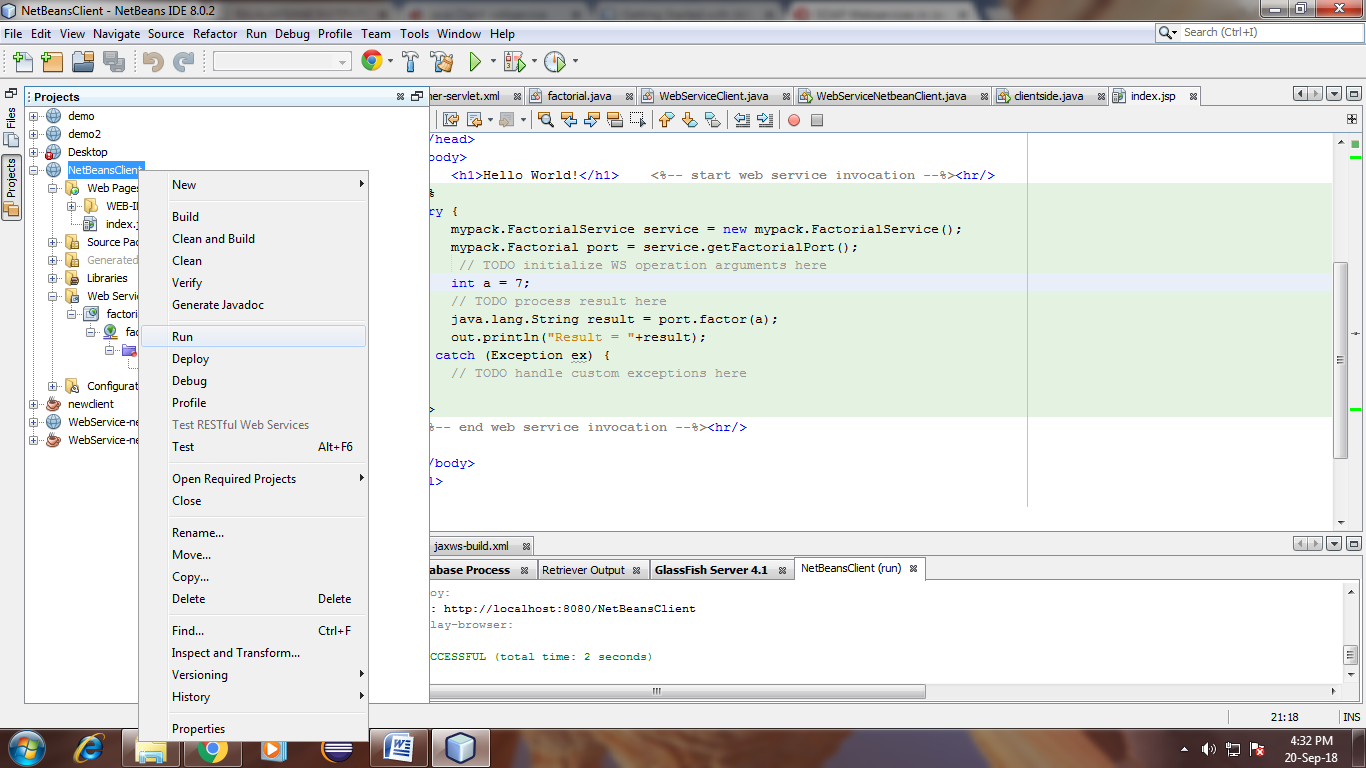 NetBeansClient - NetBeans IDE 8.0.2
File Edit View Navigate Source Refactor Run Debug Profile Team Tools Window Help
Search (Ctrl+I)
Files
Projects
Projects
demo
demo2
Desktop
NetBeansClient
Web Pages
WEB-I
index.j
Source Pac
Generated
Libraries
Web Servic
factoria
fac
Configurat
newclient
WebService-ne
WebService-ne
New
Build
Clean and Build
Clean
Verify
Generate Javadoc
Run
Deploy
Debug
Profile
Test RESTful Web Services
Test Alt+F6
Open Required Projects
Close
Rename...
Move...
Copy...
Delete Delete
Find... Ctrl+F
Inspect and Transform...
Versioning
History
Properties
ner-servlet.xml factorial.java WebServiceClient.java WebServiceNetbeanClient.java clientside.java index.jsp
/head>
body>
<h1>Hello World!</h1> <%-- start web service invocation --%><hr/>
%
ry {
mypack.FactorialService service = new mypack.FactorialService();
mypack.Factorial port = service.getFactorialPort();
// TODO initialize WS operation arguments here
int a = 7;
// TODO process result here
java.lang.String result = port.factor(a);
out.println("Result = "+result);
catch (Exception ex) {
// TODO handle custom exceptions here
>
%-- end web service invocation --%><hr/>
/body>
l>
jaxws-build.xml
abase Process Retriever Output GlassFish Server 4.1 NetBeansClient (run)
oy:
: http://localhost:8080/NetBeansClient
lay-browser:
CCESSFUL (total time: 2 seconds)
21:18 INS
4:32 PM
20-Sep-18